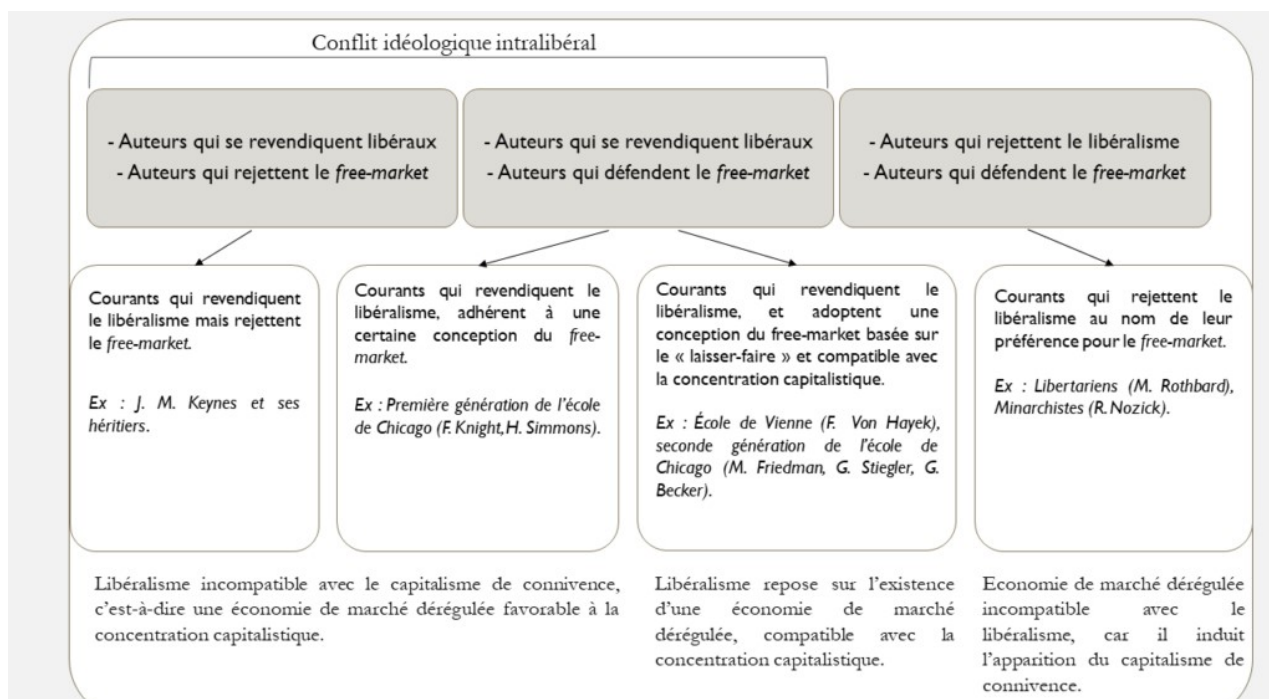 Conflit idéologique intralibéral
- Auteurs qui se revendiquent libéraux
- Auteurs qui rejettent le free-market
- Auteurs qui se revendiquent libéraux
- Auteurs qui défendent le free-market
- Auteurs qui rejettent le libéralisme
- Auteurs qui défendent le free-market
Courants qui revendiquent
le libéralisme mais rejettent
le free-market.
Ex : J. M. Keynes et ses
héritiers.
Courants qui revendiquent le
libéralisme, adhérent à une
certaine conception du free-
market.
Ex : Première génération de l'école
de Chicago (F. Knight, H. Simmons).
Courants qui revendiquent le
libéralisme, et adoptent une
conception du free-market basée sur
le « laisser-faire » et compatible avec
la concentration capitalistique.
Ex : École de Vienne (F. Von Hayek),
seconde génération de l'école de
Chicago (M. Friedman, G. Stiegler, G.
Becker).
Courants qui rejettent le
libéralisme au nom de leur
préférence pour le free-market.
Ex : Libertariens (M. Rothbard),
Minarchistes (R. Nozick).
Libéralisme incompatible avec le capitalisme de connivence,
c'est-à-dire une économie de marché dérégulée favorable à la
concentration capitalistique.
Libéralisme repose sur l'existence
d'une économie de marché
dérégulée, compatible avec la
concentration capitalistique.
Economie de marché dérégulée
incompatible avec le
libéralisme, car il induit
l'apparition du capitalisme de
connivence.